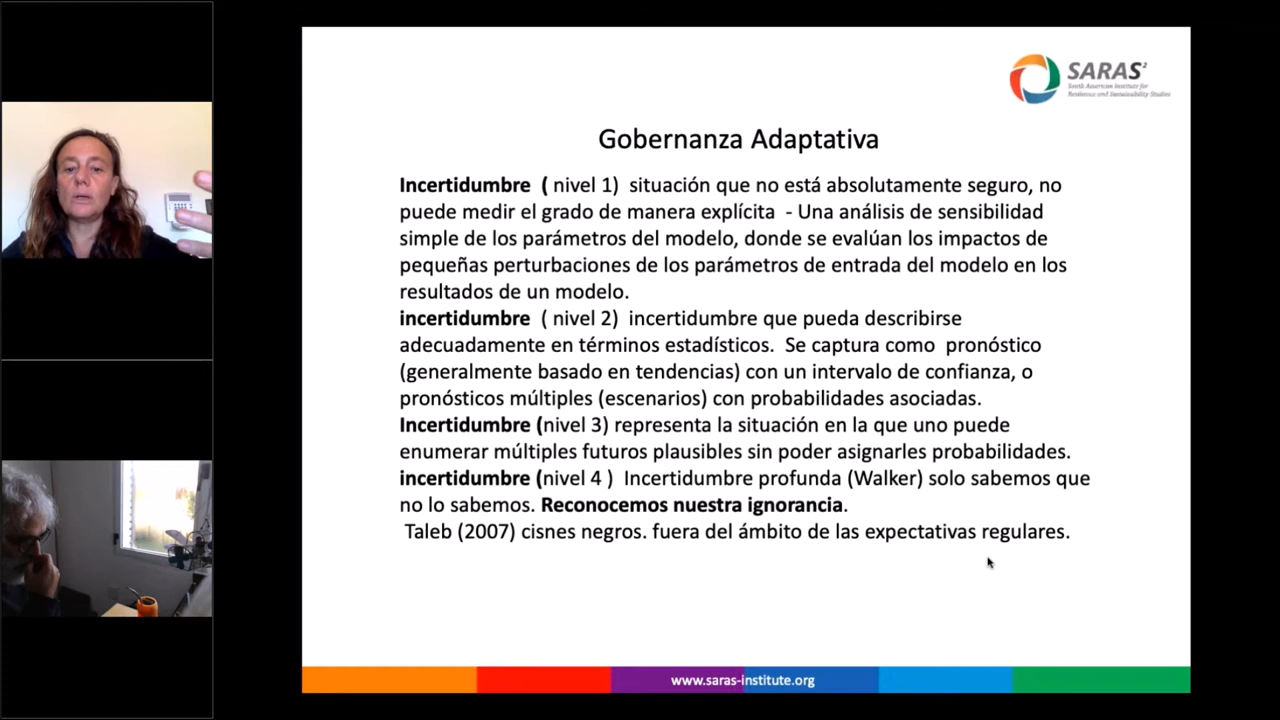 SARAS²
South American Institute for
Resilience and Sustainability Studies
Gobernanza Adaptativa
Incertidumbre ( nivel 1) situación que no está absolutamente seguro, no
puede medir el grado de manera explícita - Una análisis de sensibilidad
simple de los parámetros del modelo, donde se evalúan los impactos de
pequeñas perturbaciones de los parámetros de entrada del modelo en los
resultados de un modelo.
incertidumbre ( nivel 2) incertidumbre que pueda describirse
adecuadamente en términos estadísticos. Se captura como pronóstico
(generalmente basado en tendencias) con un intervalo de confianza, o
pronósticos múltiples (escenarios) con probabilidades asociadas.
Incertidumbre (nivel 3) representa la situación en la que uno puede
enumerar múltiples futuros plausibles sin poder asignarles probabilidades.
incertidumbre (nivel 4 ) Incertidumbre profunda (Walker) solo sabemos que
no lo sabemos. Reconocemos nuestra ignorancia.
Taleb (2007) cisnes negros. fuera del ámbito de las expectativas regulares.
www.saras-institute.org